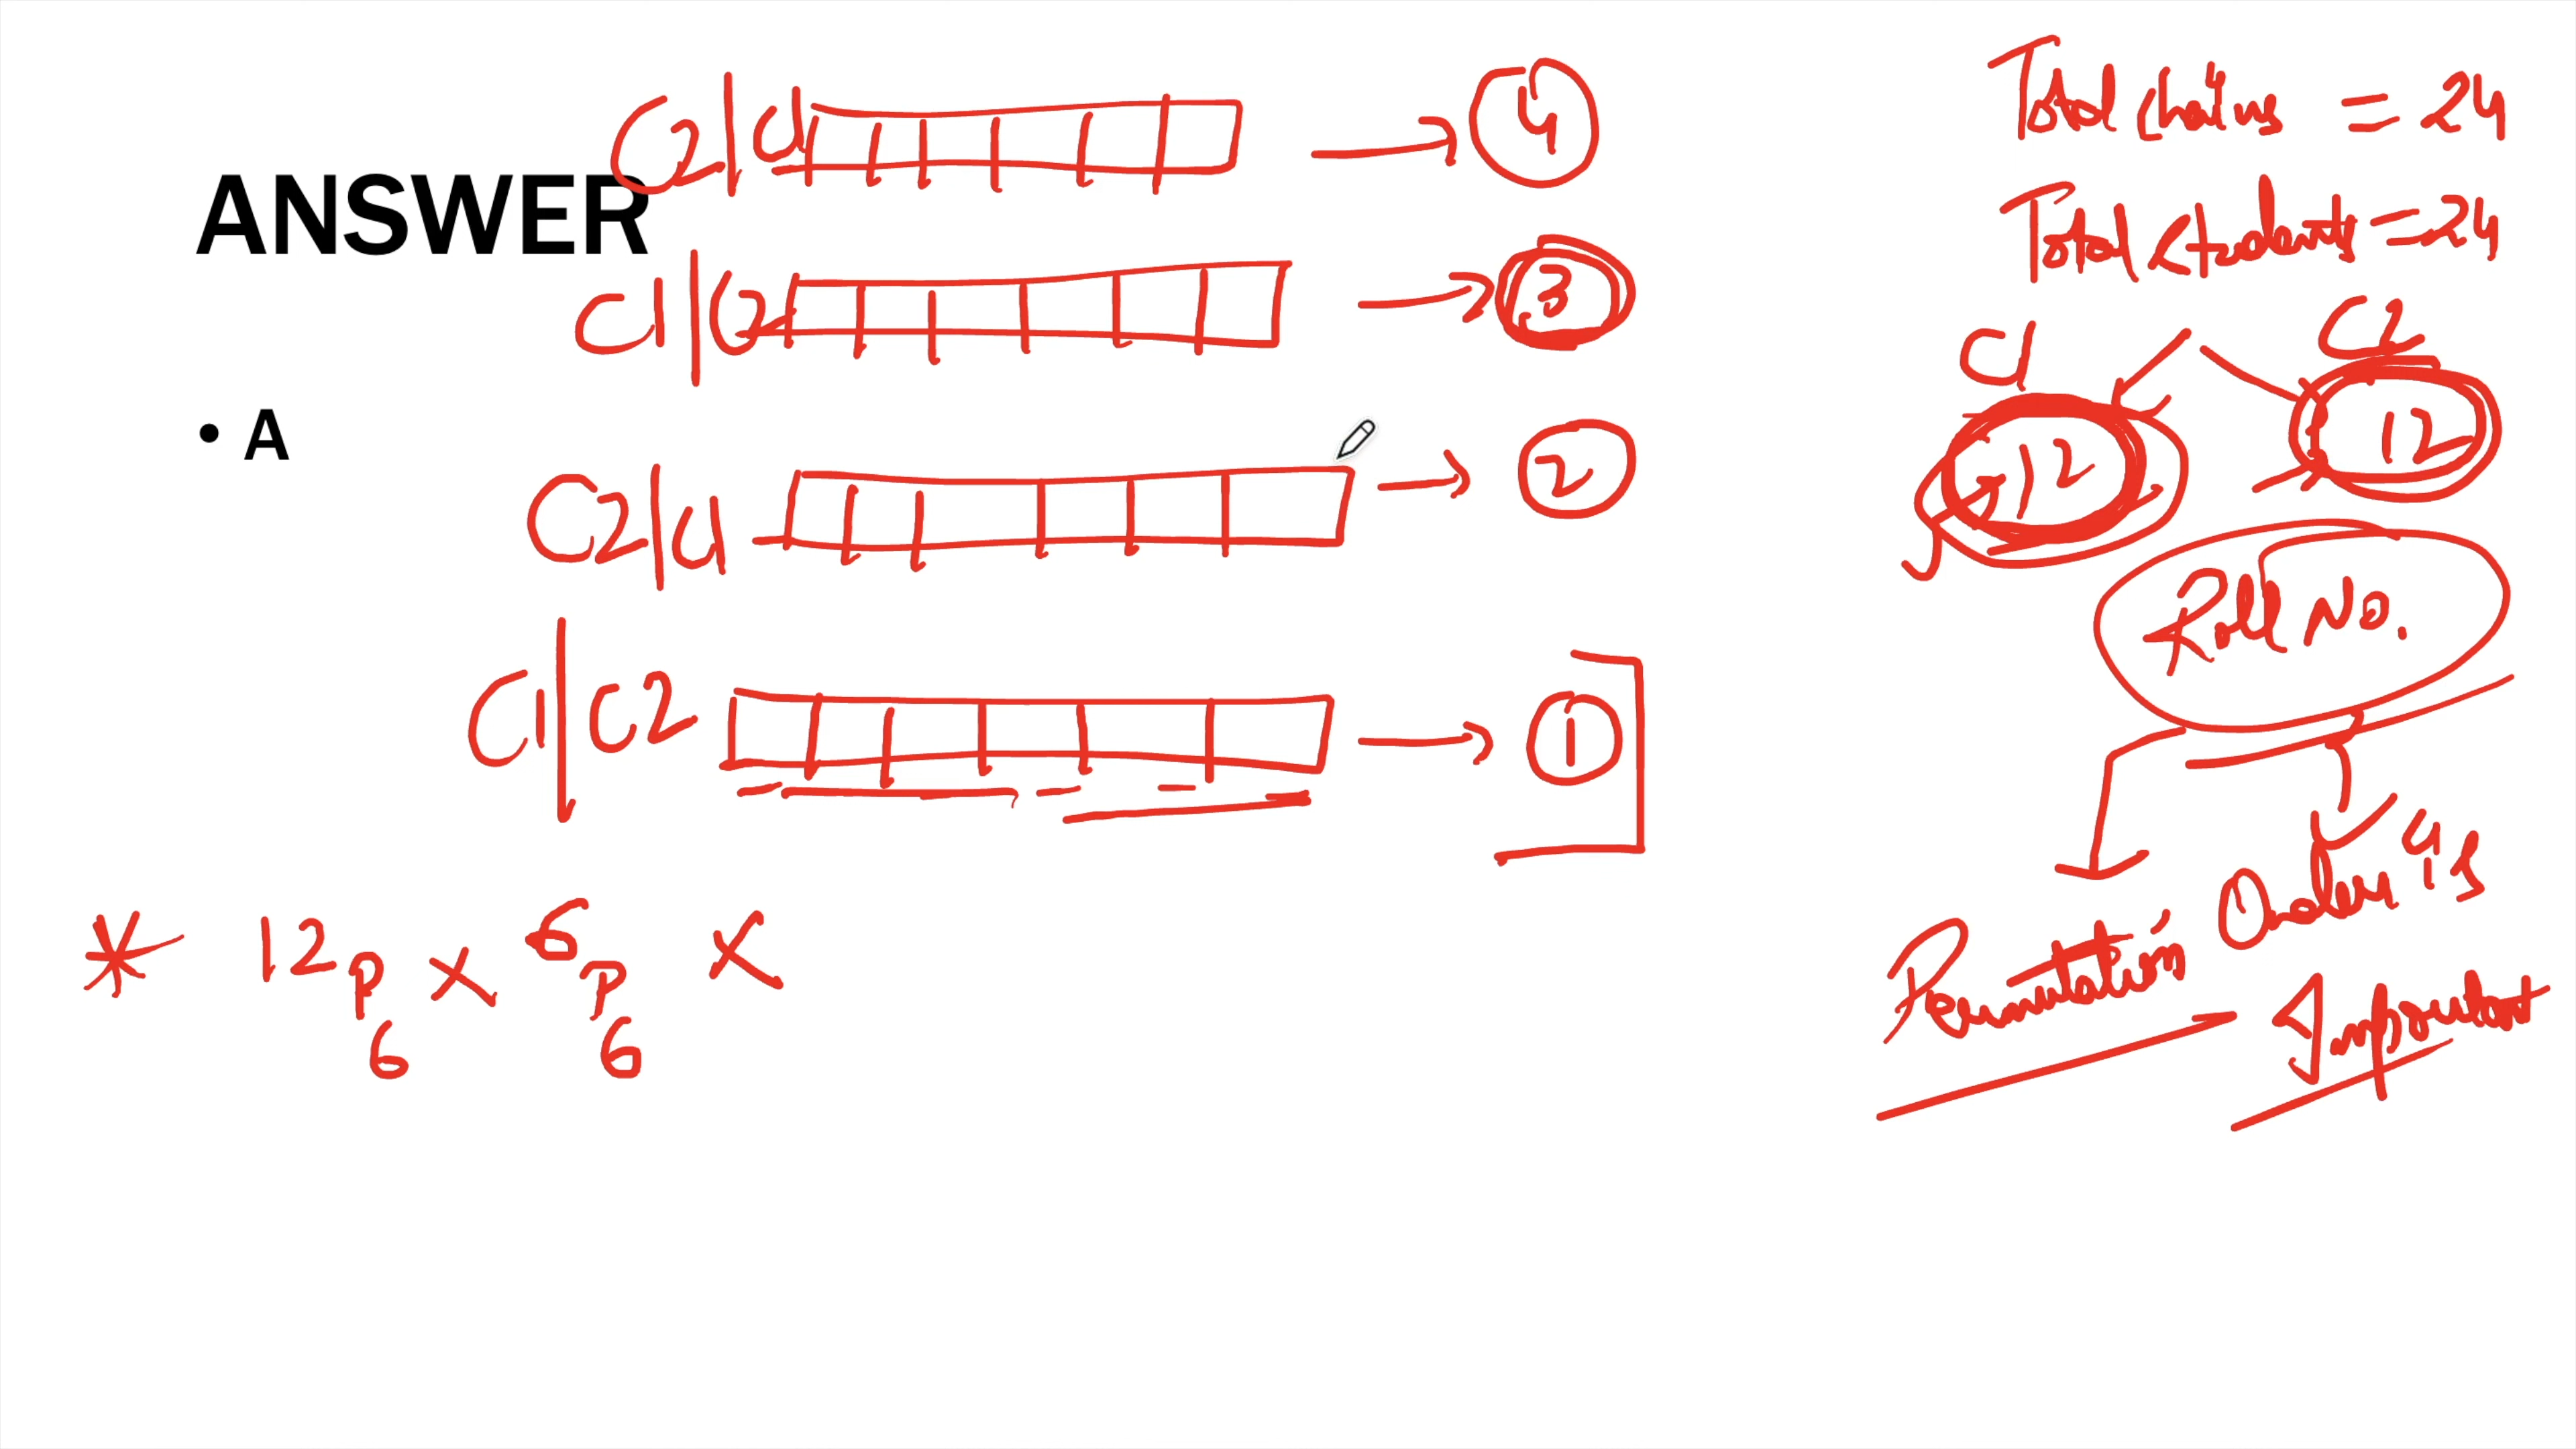 C2|C1 → 4
Total chairs = 24
ANSWER
Total students = 24
C1|C2 → 3
C1 C2
12 12
• A
C2|C1 → 2
Roll No.
C1|C2 → 1
Permutation Order is Important
* 12P6 × 6P6 ×